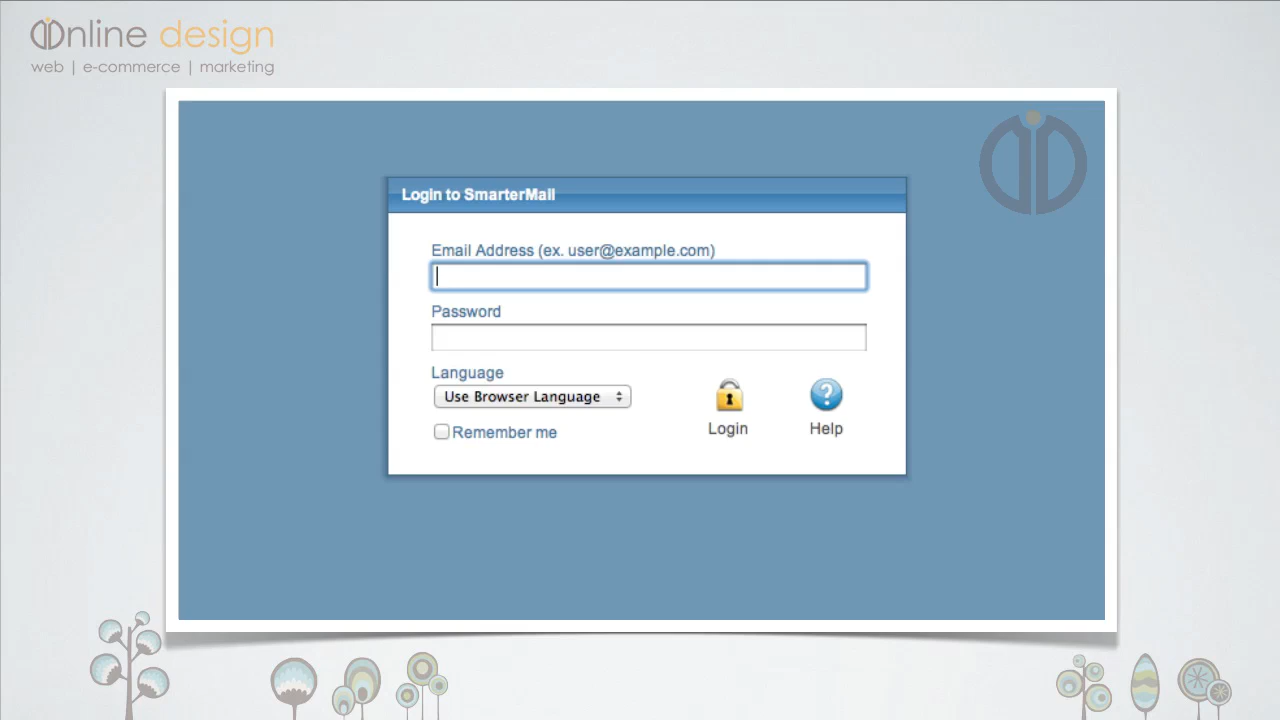 Online design
web | e-commerce | marketing
Login to SmarterMail
Email Address (ex. user@example.com)
Password
Language
Use Browser Language
Remember me
Login
Help